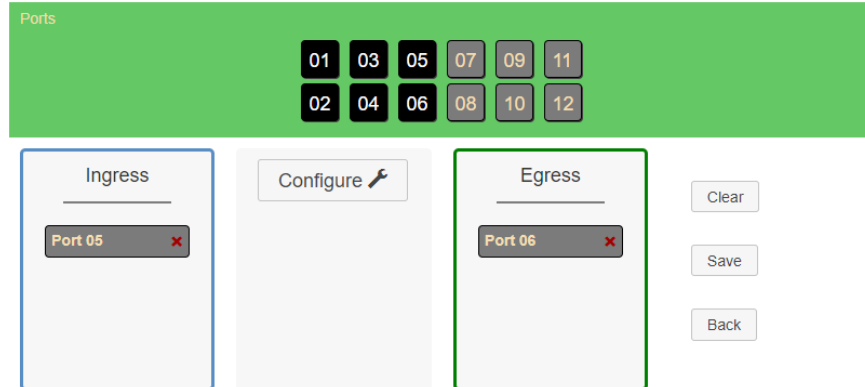 Ports
01 03 05 07 09 11
02 04 06 08 10 12
Ingress
Port 05
Configure
Egress
Port 06
Clear
Save
Back